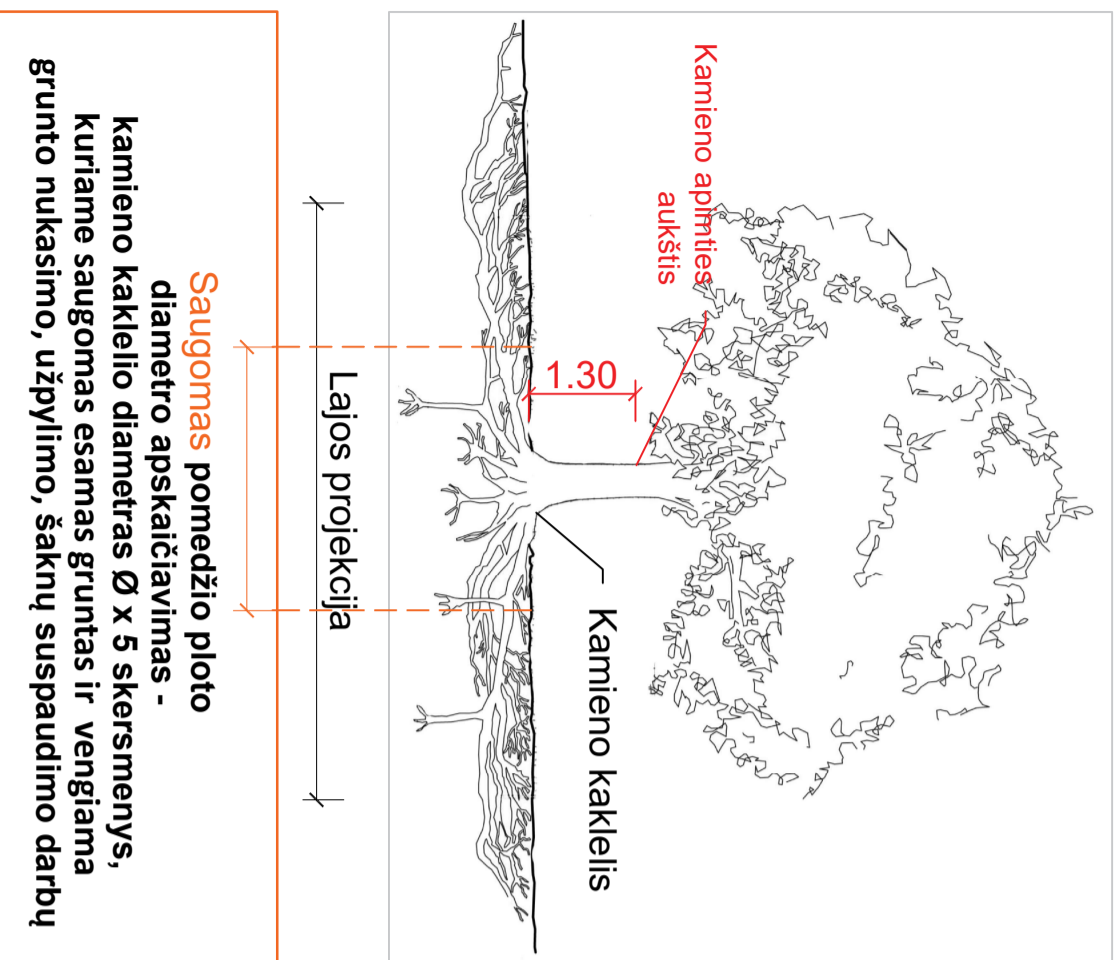 Kamieno apimties
aukštis
1.30
Kamieno kaklelis
Lajos projekcija
Saugomas pomedžio ploto
diametro apskaičiavimas -
kamieno kaklelio diametras Ø x 5 skersmenys,
kuriame saugomas esamas gruntas ir vengiama
grunto nukasimo, užpylimo, šaknų suspaudimo darbų